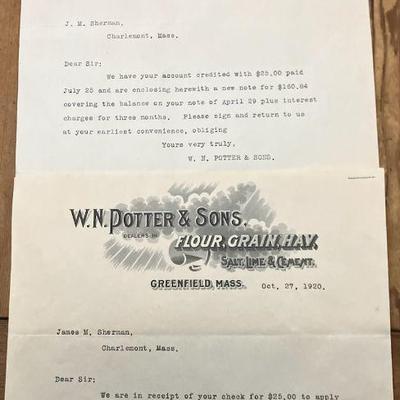 J. M. Sherman,
Charlemont, Mass.
Dear Sir:
We have your account credited with $25.00 paid
July 25 and are enclosing herewith a new note for $160.84
covering the balance on your note of April 29 plus interest
charges for three months. Please sign and return to us
at your earliest convenience, obliging
Yours very truly,
W. N. POTTER & SONS.
W.N. POTTER & SONS.
DEALERS IN
FLOUR, GRAIN, HAY,
SALT, LIME & CEMENT.
GREENFIELD, MASS.
Oct. 27, 1920.
James M. Sherman,
Charlemont, Mass.
Dear Sir:
We are in receipt of your check for $25.00 to apply